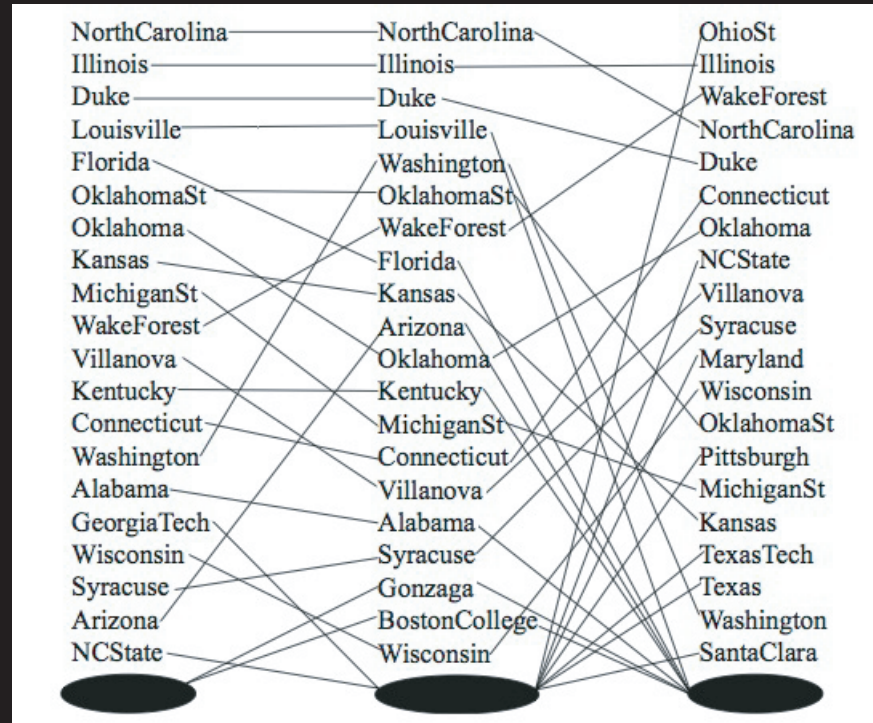 NorthCarolina NorthCarolina OhioSt
Illinois Illinois Illinois
Duke Duke WakeForest
Louisville Louisville NorthCarolina
Florida Washington Duke
OklahomaSt OklahomaSt Connecticut
Oklahoma WakeForest Oklahoma
Kansas Florida NCState
MichiganSt Kansas Villanova
WakeForest Arizona Syracuse
Villanova Oklahoma Maryland
Kentucky Kentucky Wisconsin
Connecticut MichiganSt OklahomaSt
Washington Connecticut Pittsburgh
Alabama Villanova MichiganSt
GeorgiaTech Alabama Kansas
Wisconsin Syracuse TexasTech
Syracuse Gonzaga Texas
Arizona BostonCollege Washington
NCState Wisconsin SantaClara